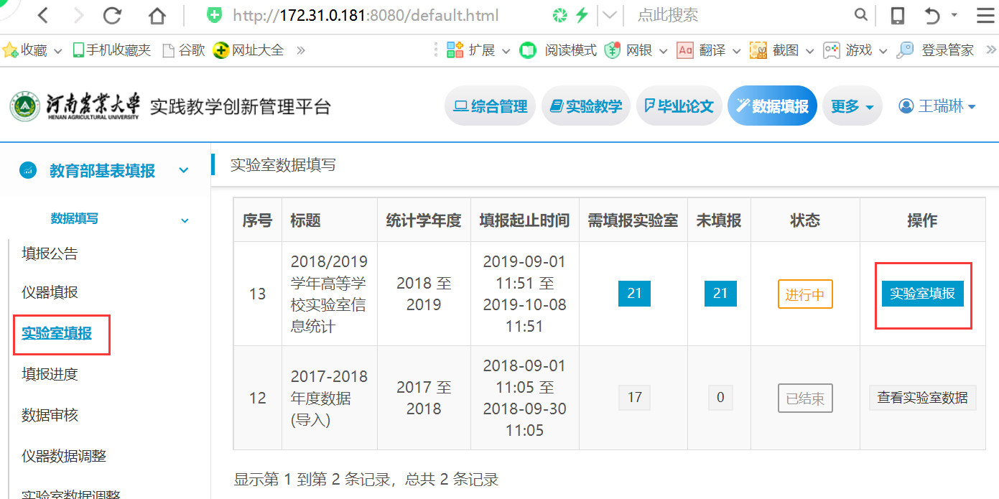 http://172.31.0.181:8080/default.html
点此搜索
收藏 手机收藏夹 谷歌 网址大全 » 扩展 阅读模式 网银 Aa 翻译 截图 游戏 登录管家 »
河南农业大学
HENAN AGRICULTURAL UNIVERSITY
实践教学创新管理平台
综合管理 实验教学 毕业论文 数据填报 更多 王瑞琳
教育部基表填报
数据填写
填报公告
仪器填报
实验室填报
填报进度
数据审核
仪器数据调整
实验室数据调整
实验室数据填写
序号 标题 统计学年度 填报起止时间 需填报实验室 未填报 状态 操作
13
2018/2019
学年高等学
校实验室信
息统计
2018 至
2019
2019-09-01
11:51 至
2019-10-08
11:51
21
21
进行中
实验室填报
12
2017-2018
年度数据
(导入)
2017 至
2018
2018-09-01
11:05 至
2018-09-30
11:05
17
0
已结束
查看实验室数据
显示第 1 到第 2 条记录，总共 2 条记录